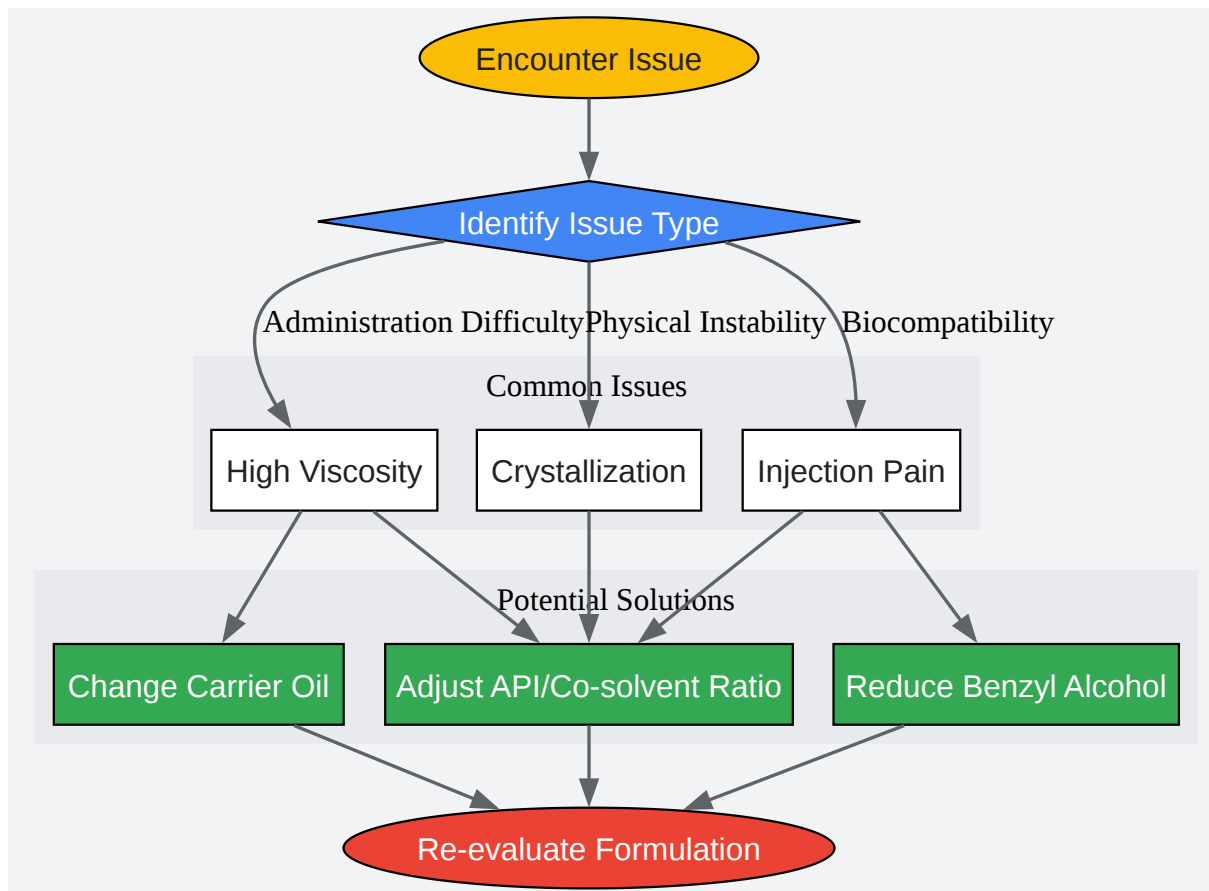 Encounter Issue
Identify Issue Type
Administration Difficulty
Physical Instability
Biocompatibility
Common Issues
High Viscosity
Crystallization
Injection Pain
Potential Solutions
Change Carrier Oil
Adjust API/Co-solvent Ratio
Reduce Benzyl Alcohol
Re-evaluate Formulation